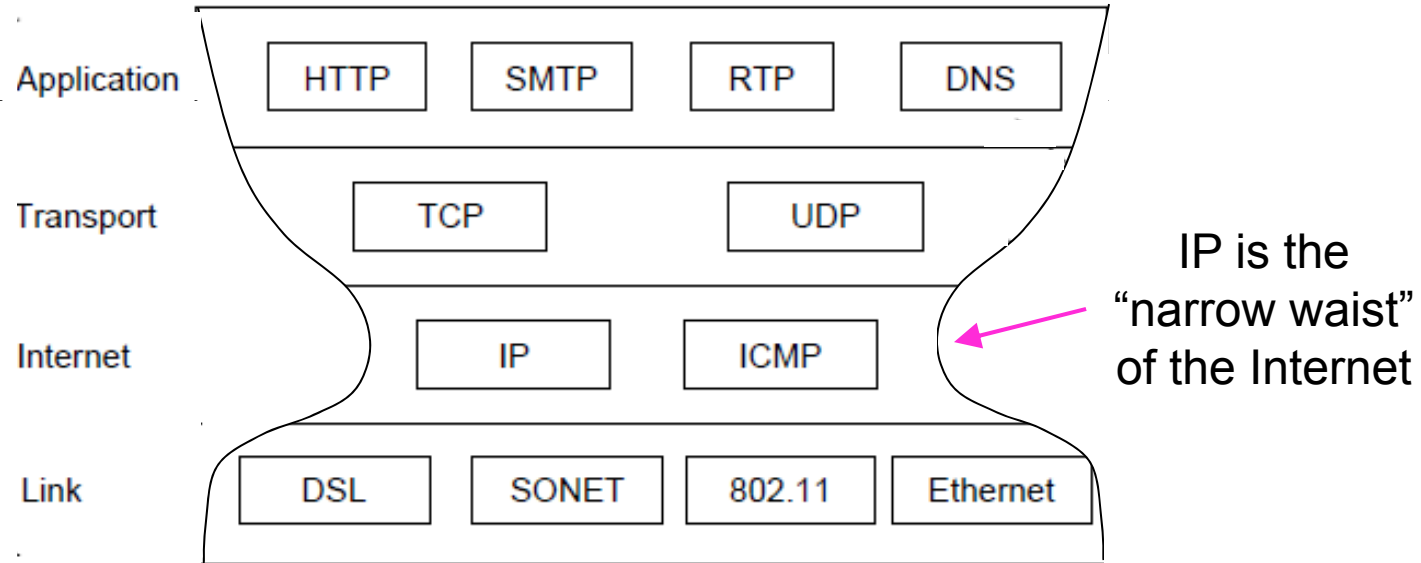 Application HTTP SMTP RTP DNS
Transport TCP UDP
Internet IP ICMP
Link DSL SONET 802.11 Ethernet
IP is the
“narrow waist”
of the Internet